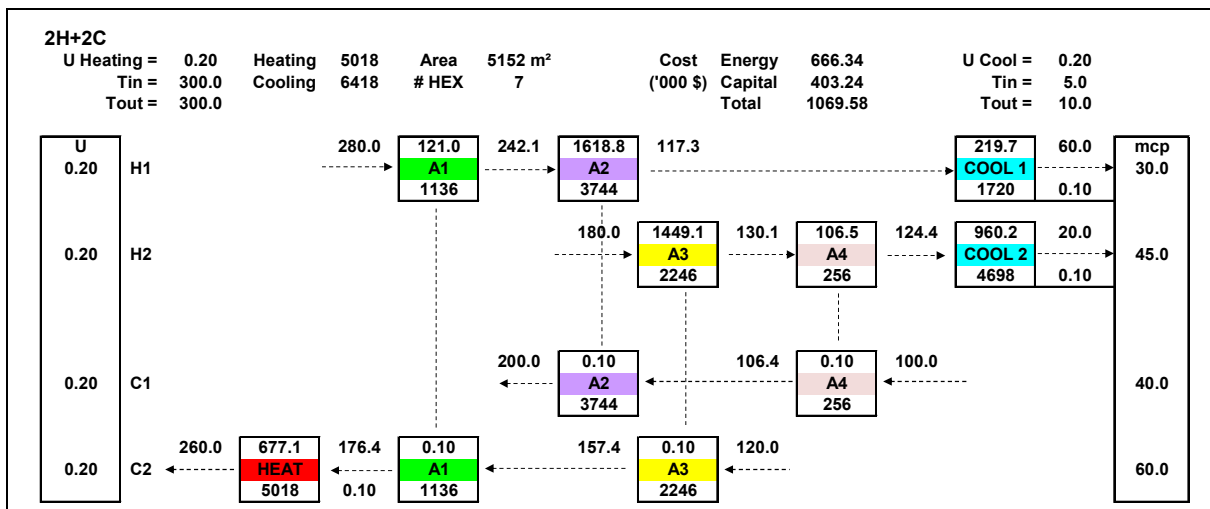 2H+2C
U Heating = 0.20 Heating 5018 Area 5152 m² Cost Energy 666.34 U Cool = 0.20
Tin = 300.0 Cooling 6418 # HEX 7 ('000 $) Capital 403.24 Tin = 5.0
Tout = 300.0 Total 1069.58 Tout = 10.0
U 280.0 121.0 242.1 1618.8 117.3 219.7 60.0 mcp
0.20 H1 A1 A2 COOL 1 30.0
1136 3744 1720 0.10
180.0 1449.1 130.1 106.5 124.4 960.2 20.0
0.20 H2 A3 A4 COOL 2 45.0
2246 256 4698 0.10
200.0 0.10 106.4 0.10 100.0
0.20 C1 A2 A4 40.0
3744 256
260.0 677.1 176.4 0.10 157.4 0.10 120.0
0.20 C2 HEAT A1 A3 60.0
5018 0.10 1136 2246